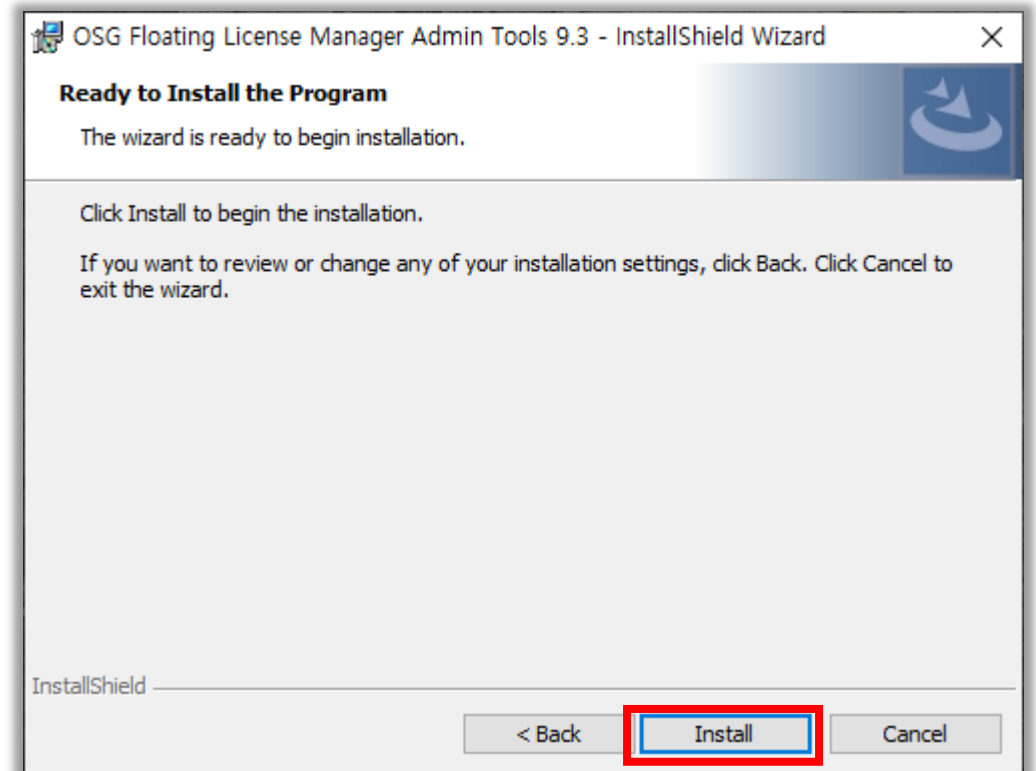 OSG Floating License Manager Admin Tools 9.3 - InstallShield Wizard
Ready to Install the Program
The wizard is ready to begin installation.
Click Install to begin the installation.
If you want to review or change any of your installation settings, click Back. Click Cancel to
exit the wizard.
InstallShield
< Back Install Cancel